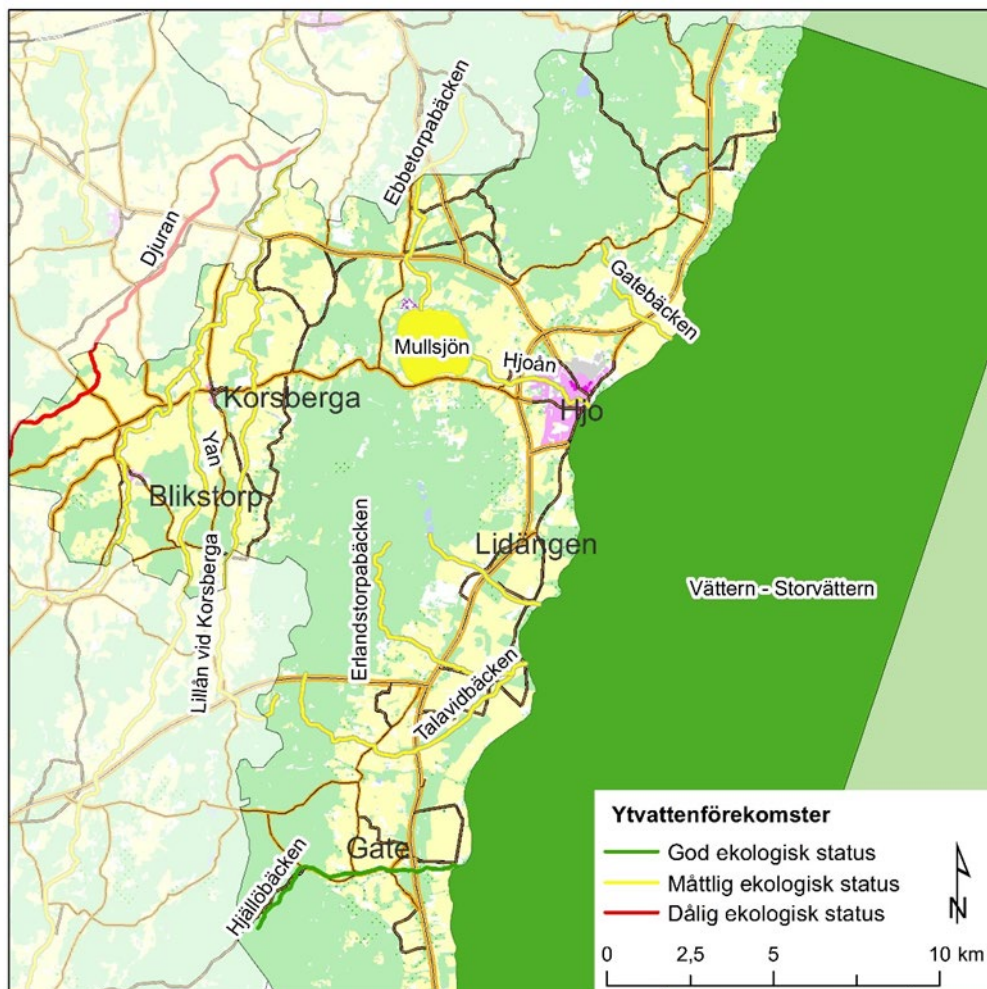 Ebbetorpabäcken
Djuran
Gatebäcken
Mullsjön
Hjoån
Korsberga
Hjo
Yan
Blikstorp
Lidängen
Erlandstorpabäcken
Lillån vid Korsberga
Vättern - Storvättern
Talavidbäcken
Gate
Hjällöbäcken
Ytvattenförekomster
God ekologisk status
Måttlig ekologisk status
Dålig ekologisk status
N
0 2,5 5 10 km